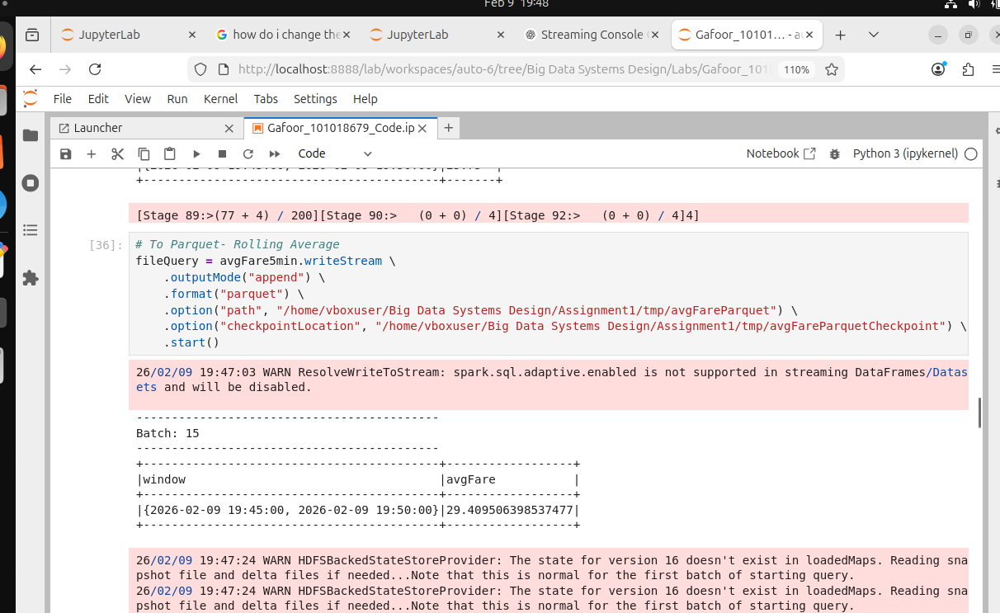 Feb 9 19:48
JupyterLab
how do i change the
JupyterLab
Streaming Console
Gafoor_10101… -
http://localhost:8888/lab/workspaces/auto-6/tree/Big Data Systems Design/Labs/Gafoor_1010
110%
File Edit View Run Kernel Tabs Settings Help
Launcher
Gafoor_101018679_Code.ip
Code
Notebook
Python 3 (ipykernel)
+------------------------------------------+-------+
[Stage 89:>(77 + 4) / 200][Stage 90:> (0 + 0) / 4][Stage 92:> (0 + 0) / 4]4]
[36]:
# To Parquet- Rolling Average
fileQuery = avgFare5min.writeStream \
.outputMode("append") \
.format("parquet") \
.option("path", "/home/vboxuser/Big Data Systems Design/Assignment1/tmp/avgFareParquet") \
.option("checkpointLocation", "/home/vboxuser/Big Data Systems Design/Assignment1/tmp/avgFareParquetCheckpoint") \
.start()
26/02/09 19:47:03 WARN ResolveWriteToStream: spark.sql.adaptive.enabled is not supported in streaming DataFrames/Datas
ets and will be disabled.
-------------------------------------------
Batch: 15
-------------------------------------------
+------------------------------------------+------------------+
|window |avgFare |
+------------------------------------------+------------------+
|{2026-02-09 19:45:00, 2026-02-09 19:50:00}|29.409506398537477|
+------------------------------------------+------------------+
26/02/09 19:47:24 WARN HDFSBackedStateStoreProvider: The state for version 16 doesn't exist in loadedMaps. Reading sna
pshot file and delta files if needed...Note that this is normal for the first batch of starting query.
26/02/09 19:47:24 WARN HDFSBackedStateStoreProvider: The state for version 16 doesn't exist in loadedMaps. Reading sna
pshot file and delta files if needed...Note that this is normal for the first batch of starting query.